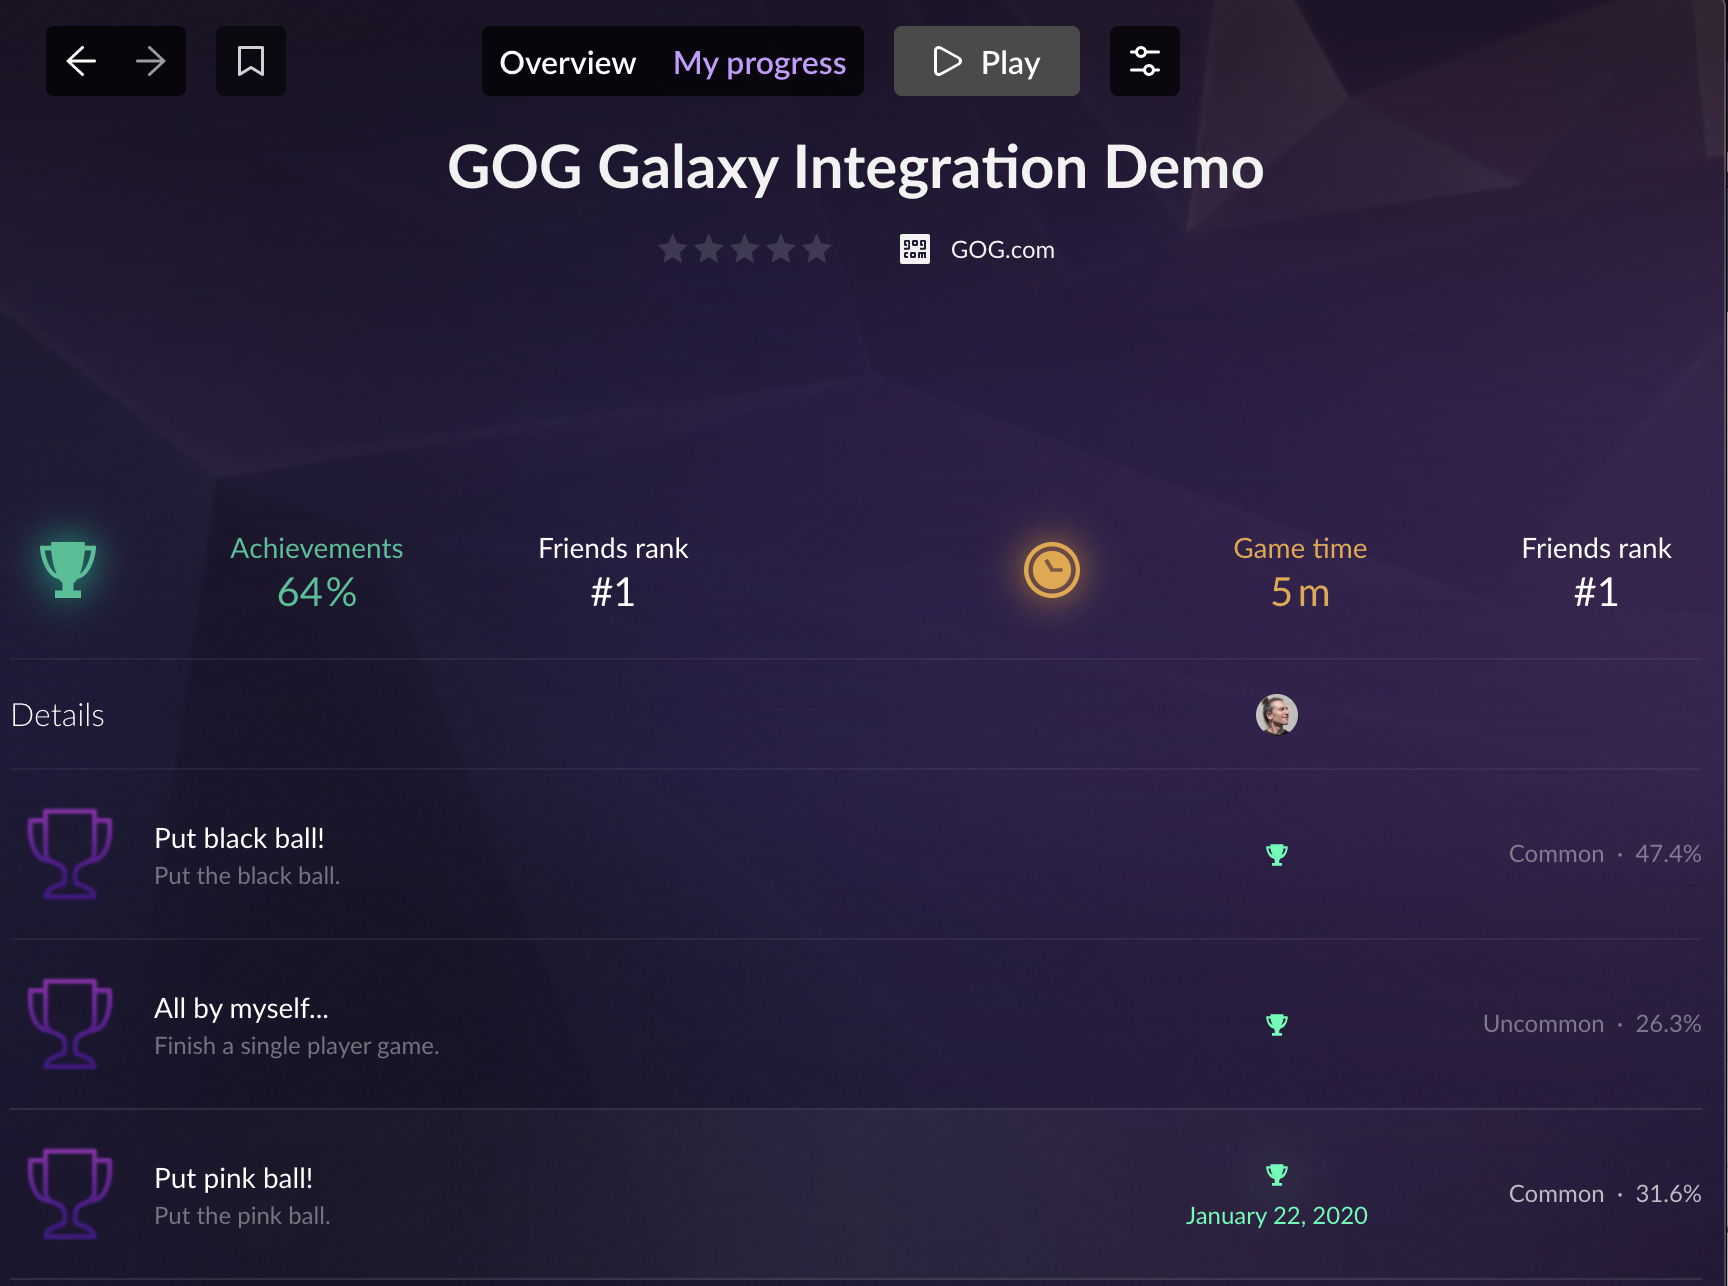 Overview My progress Play
GOG Galaxy Integration Demo
gog com GOG.com
Achievements Friends rank Game time Friends rank
64% #1 5 m #1
Details
Put black ball!
Put the black ball.
Common · 47.4%
All by myself...
Finish a single player game.
Uncommon · 26.3%
Put pink ball!
Put the pink ball.
January 22, 2020
Common · 31.6%